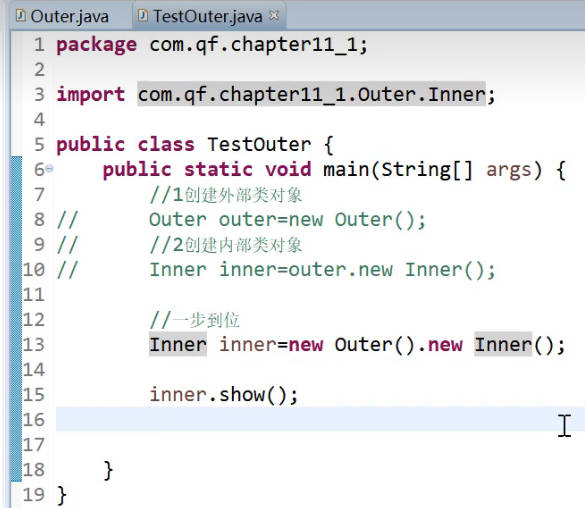 Outer.java TestOuter.java
1 package com.qf.chapter11_1;
2
3 import com.qf.chapter11_1.Outer.Inner;
4
5 public class TestOuter {
6 public static void main(String[] args) {
7 //1创建外部类对象
8 // Outer outer=new Outer();
9 // //2创建内部类对象
10 // Inner inner=outer.new Inner();
11
12 //一步到位
13 Inner inner=new Outer().new Inner();
14
15 inner.show();
16
17
18 }
19 }